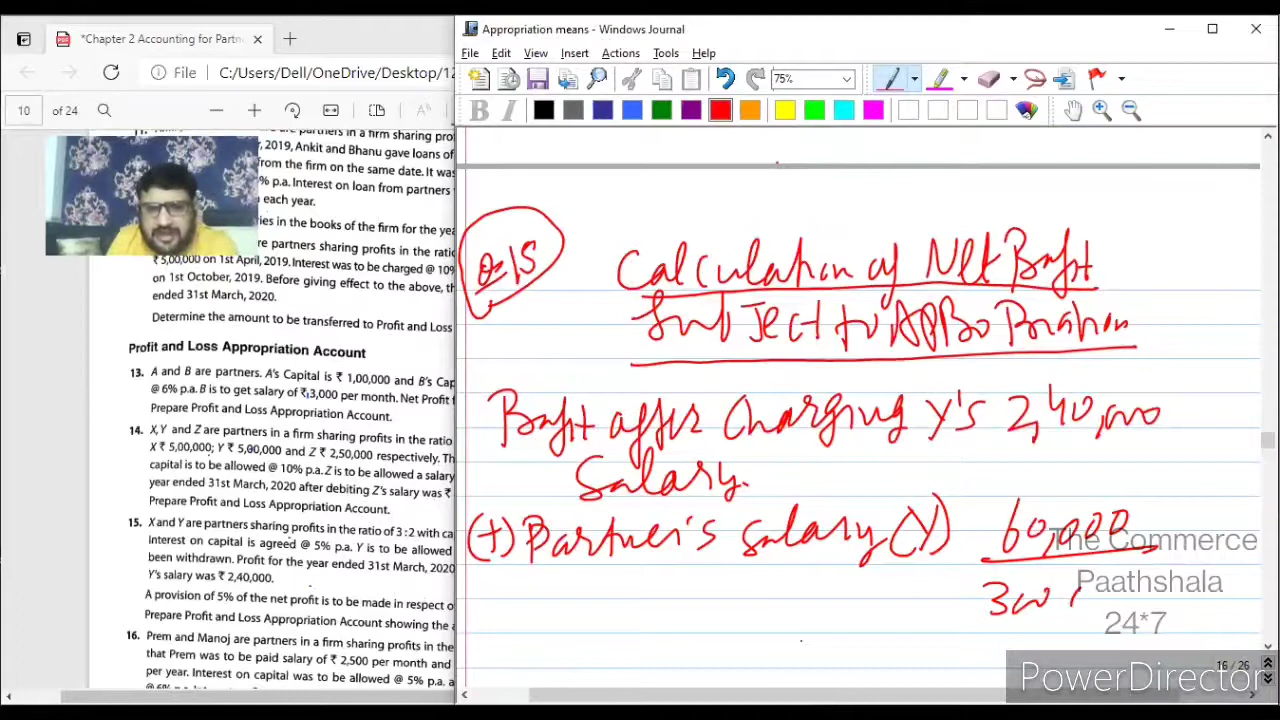 *Chapter 2 Accounting for Partn
File
C:/Users/Dell/OneDrive/Desktop/12
10 of 24
are partners in a firm sharing prof
, 2019, Ankit and Bhanu gave loans of
from the firm on the same date. It was
% p.a. Interest on loan from partners
each year.
ies in the books of the firm for the yea
re partners sharing profits in the ratio
₹ 5,00,000 on 1st April, 2019. Interest was to be charged @ 10%
on 1st October, 2019. Before giving effect to the above, th
ended 31st March, 2020.
Determine the amount to be transferred to Profit and Loss
Profit and Loss Appropriation Account
13. A and B are partners. A's Capital is ₹ 1,00,000 and B's Cap
@ 6% p.a. B is to get salary of ₹ 3,000 per month. Net Profit f
Prepare Profit and Loss Appropriation Account.
14. X, Y and Z are partners in a firm sharing profits in the ratio
X ₹ 5,00,000; Y ₹ 5,00,000 and Z ₹ 2,50,000 respectively. Th
capital is to be allowed @ 10% p.a. Z is to be allowed a salary
year ended 31st March, 2020 after debiting Z's salary was ₹
Prepare Profit and Loss Appropriation Account.
15. X and Y are partners sharing profits in the ratio of 3 : 2 with ca
Interest on capital is agreed @ 5% p.a. Y is to be allowed
been withdrawn. Profit for the year ended 31st March, 2020
Y's salary was ₹ 2,40,000.
A provision of 5% of the net profit is to be made in respect o
Prepare Profit and Loss Appropriation Account showing the a
16. Prem and Manoj are partners in a firm sharing profits in the
that Prem was to be paid salary of ₹ 2,500 per month and
per year. Interest on capital was to be allowed @ 5% p.a. a
Appropriation means - Windows Journal
File Edit View Insert Actions Tools Help
75%
B I
Q-15
Calculation of Net Profit
Subject to Appropriation
Profit after charging Y's 2,40,000
Salary.
(+) Partner's salary (Y) 60,000
300
The Commerce
Paathshala
24*7
16 / 26
PowerDirector